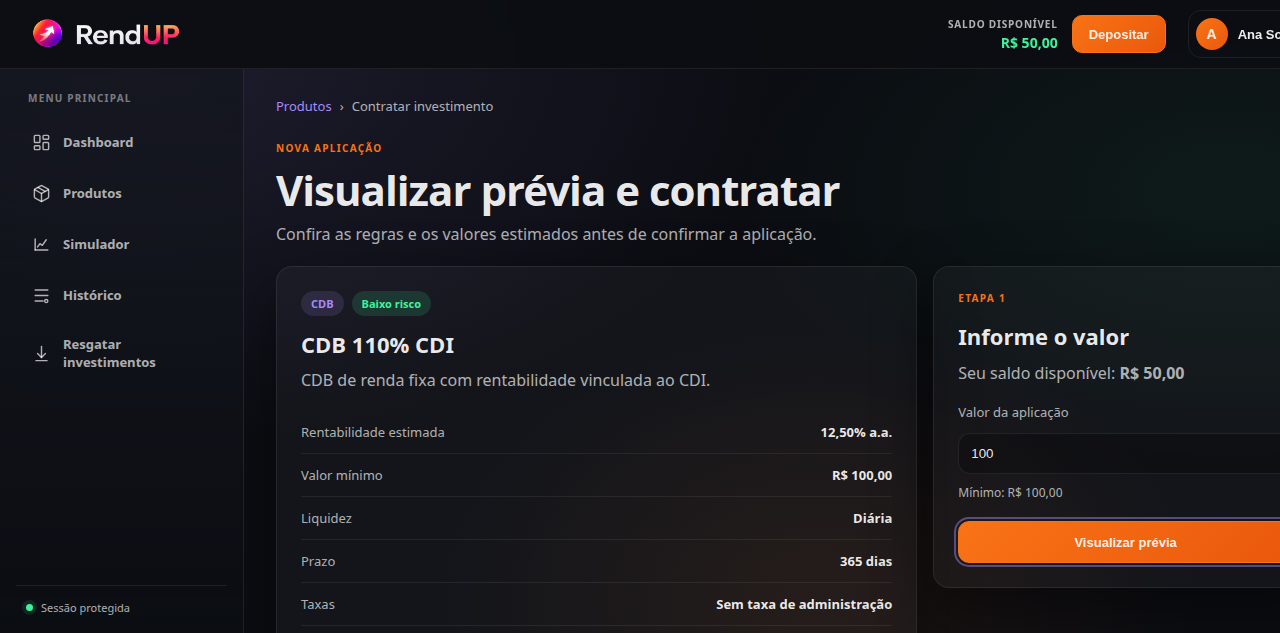 RendUP
SALDO DISPONÍVEL
R$ 50,00
Depositar
A
Ana
MENU PRINCIPAL
Dashboard
Produtos
Simulador
Histórico
Resgatar
investimentos
Sessão protegida
Produtos › Contratar investimento
NOVA APLICAÇÃO
Visualizar prévia e contratar
Confira as regras e os valores estimados antes de confirmar a aplicação.
CDB
Baixo risco
CDB 110% CDI
CDB de renda fixa com rentabilidade vinculada ao CDI.
Rentabilidade estimada 12,50% a.a.
Valor mínimo R$ 100,00
Liquidez Diária
Prazo 365 dias
Taxas Sem taxa de administração
ETAPA 1
Informe o valor
Seu saldo disponível: R$ 50,00
Valor da aplicação
100
Mínimo: R$ 100,00
Visualizar prévia